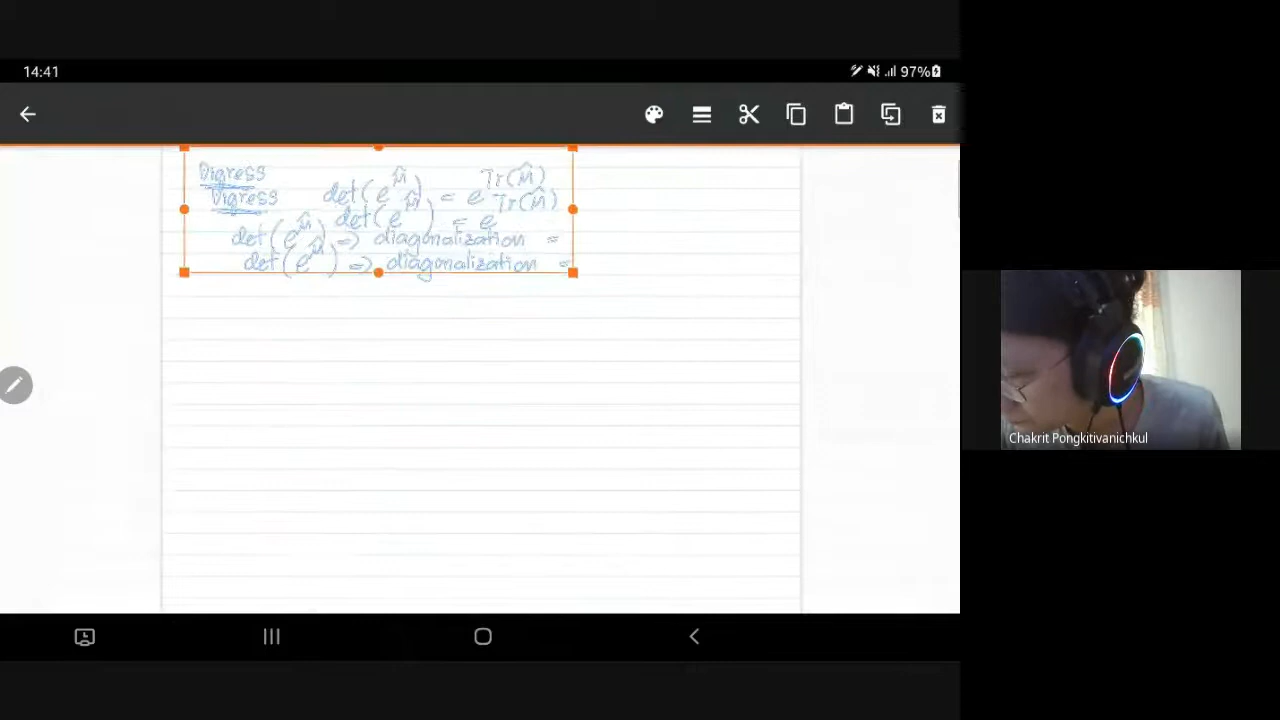 14:41
97%
Digress
det(e^M̂) = e^Tr(M̂)
Digress
det(e^M̂) = e^Tr(M̂)
det(e^M̂) => diagonalization =
det(e^M̂) => diagonalization =
Chakrit Pongkitivanichkul